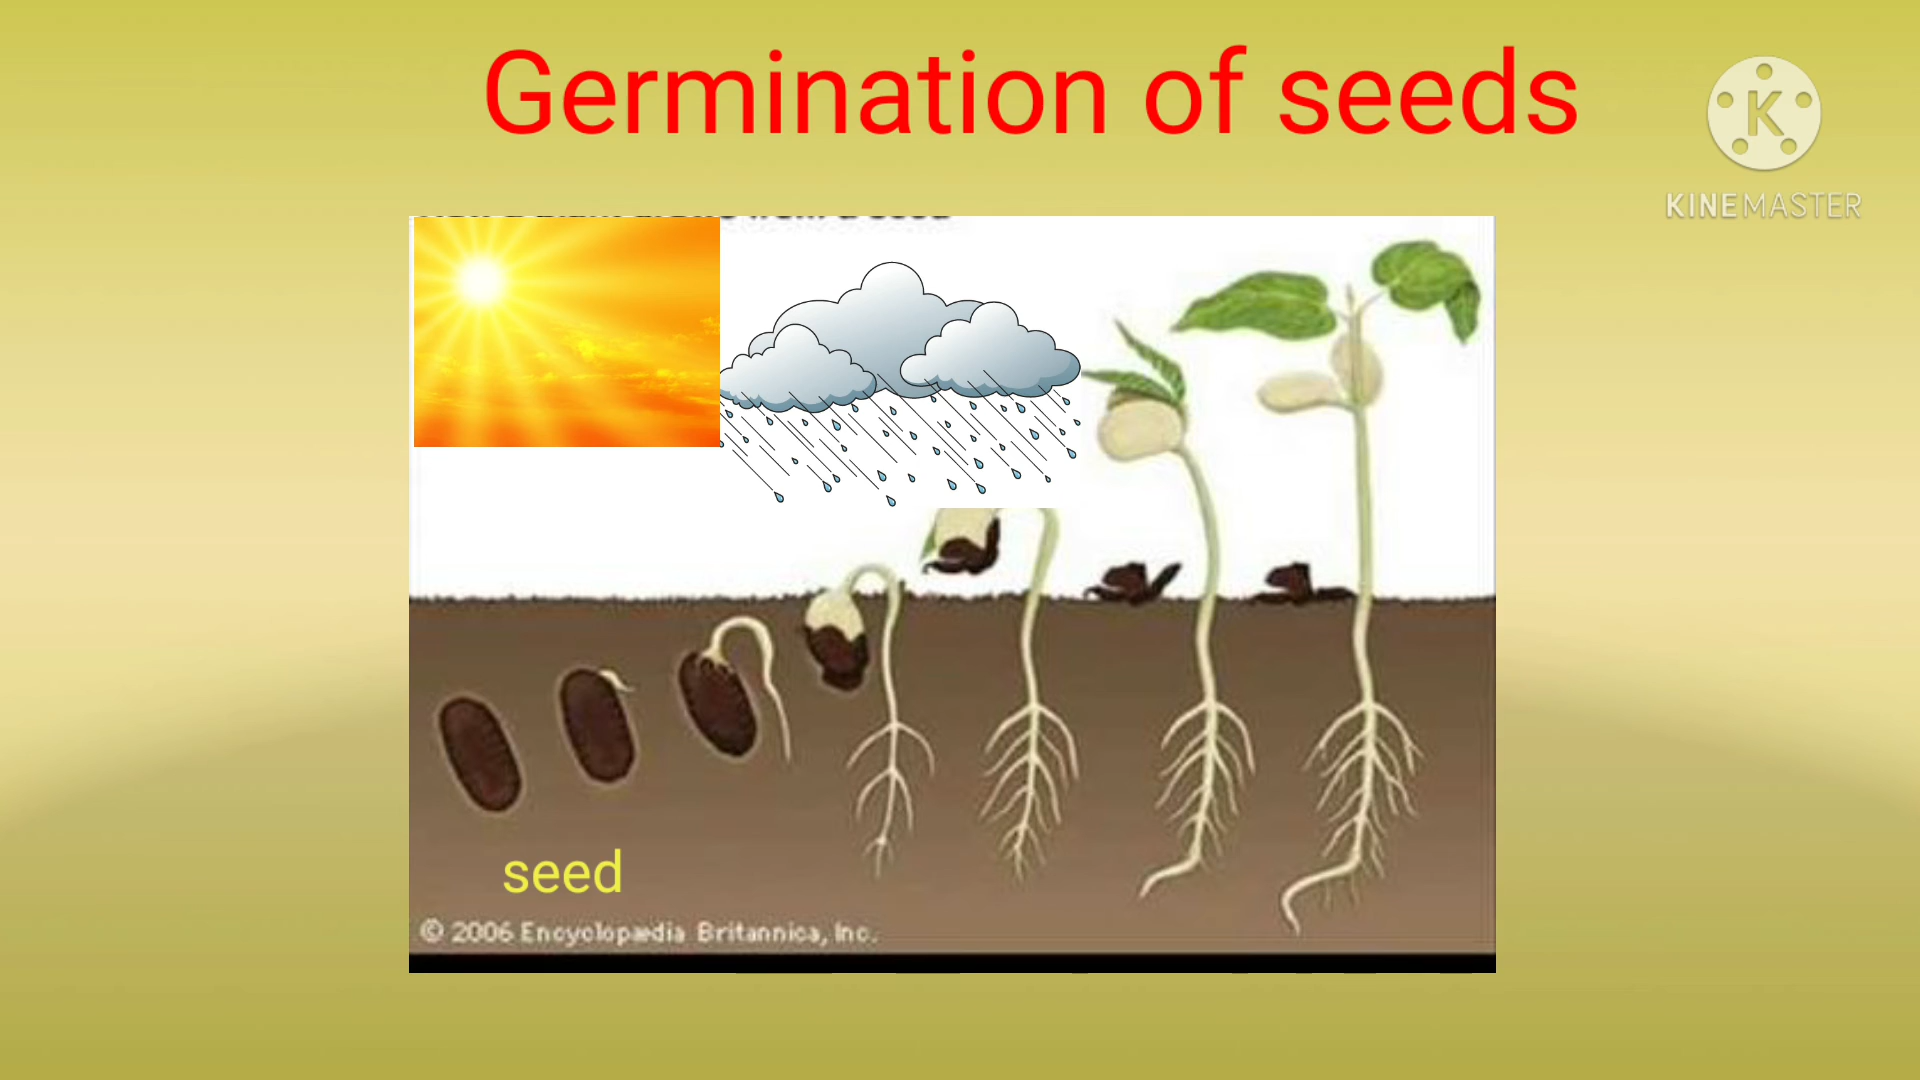 Germination of seeds
K
KINEMASTER
seed
© 2006 Encyclopædia Britannica, Inc.